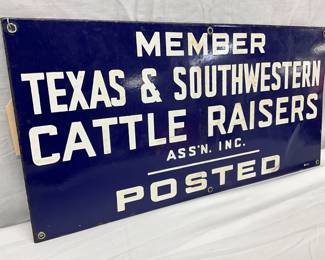 MEMBER
TEXAS & SOUTHWESTERN
CATTLE RAISERS
ASS'N. INC.
POSTED